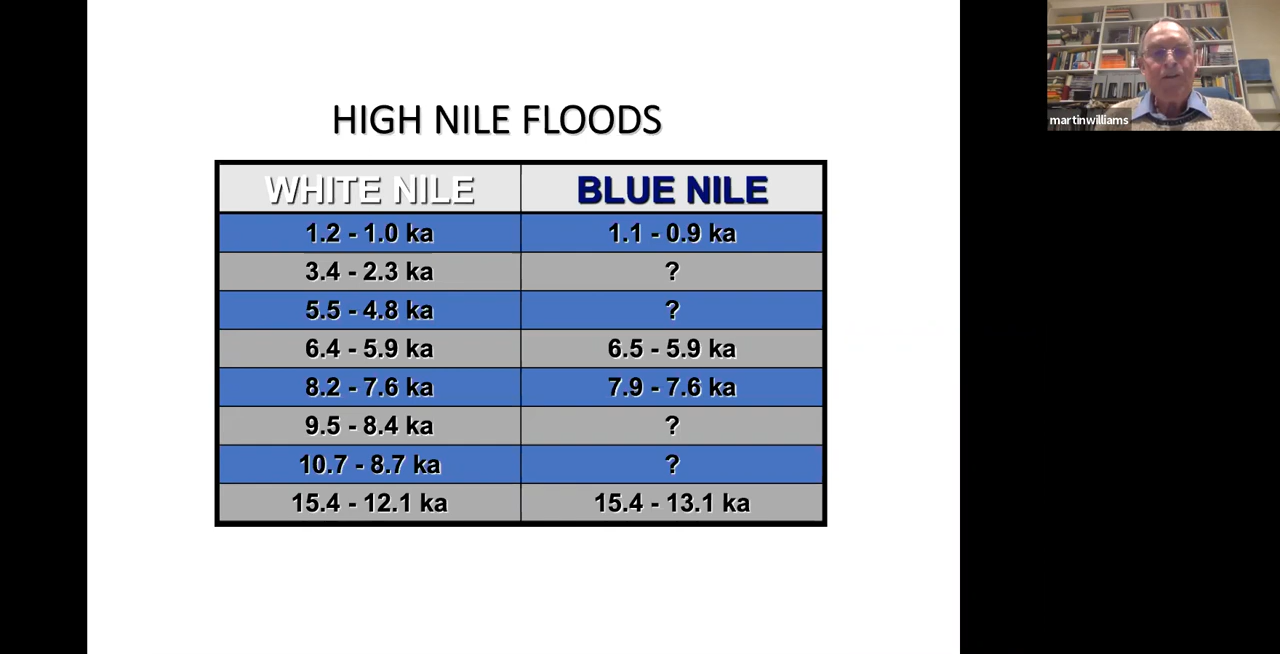 HIGH NILE FLOODS
WHITE NILE BLUE NILE
1.2 - 1.0 ka 1.1 - 0.9 ka
3.4 - 2.3 ka ?
5.5 - 4.8 ka ?
6.4 - 5.9 ka 6.5 - 5.9 ka
8.2 - 7.6 ka 7.9 - 7.6 ka
9.5 - 8.4 ka ?
10.7 - 8.7 ka ?
15.4 - 12.1 ka 15.4 - 13.1 ka
martinwilliams